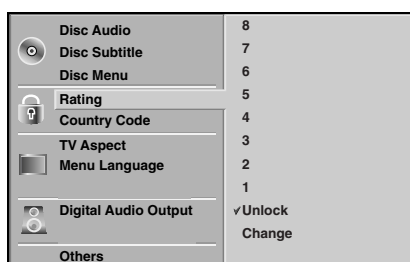 Disc Audio
Disc Subtitle
Disc Menu
Rating
Country Code
TV Aspect
Menu Language
Digital Audio Output
Others
8
7
6
5
4
3
2
1
✓Unlock
Change